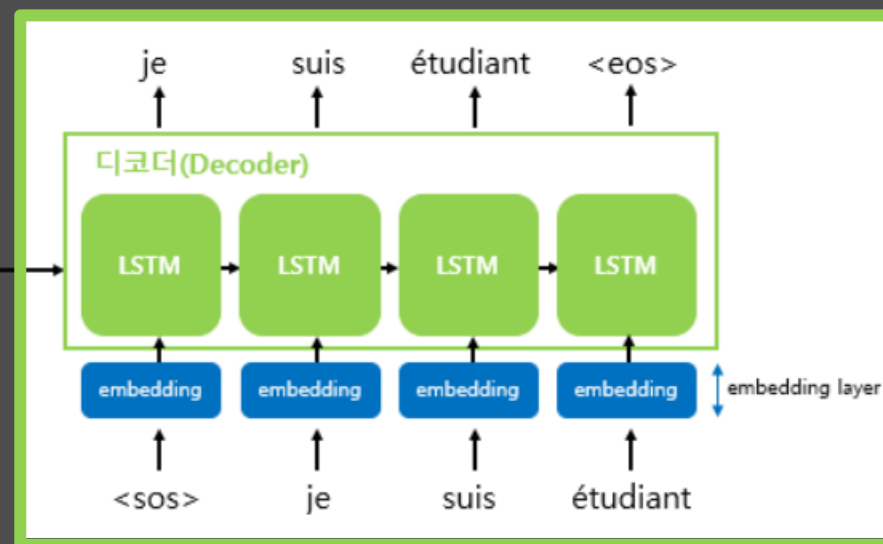 je suis étudiant <eos>
디코더(Decoder)
LSTM LSTM LSTM LSTM
embedding embedding embedding embedding embedding layer
<sos> je suis étudiant